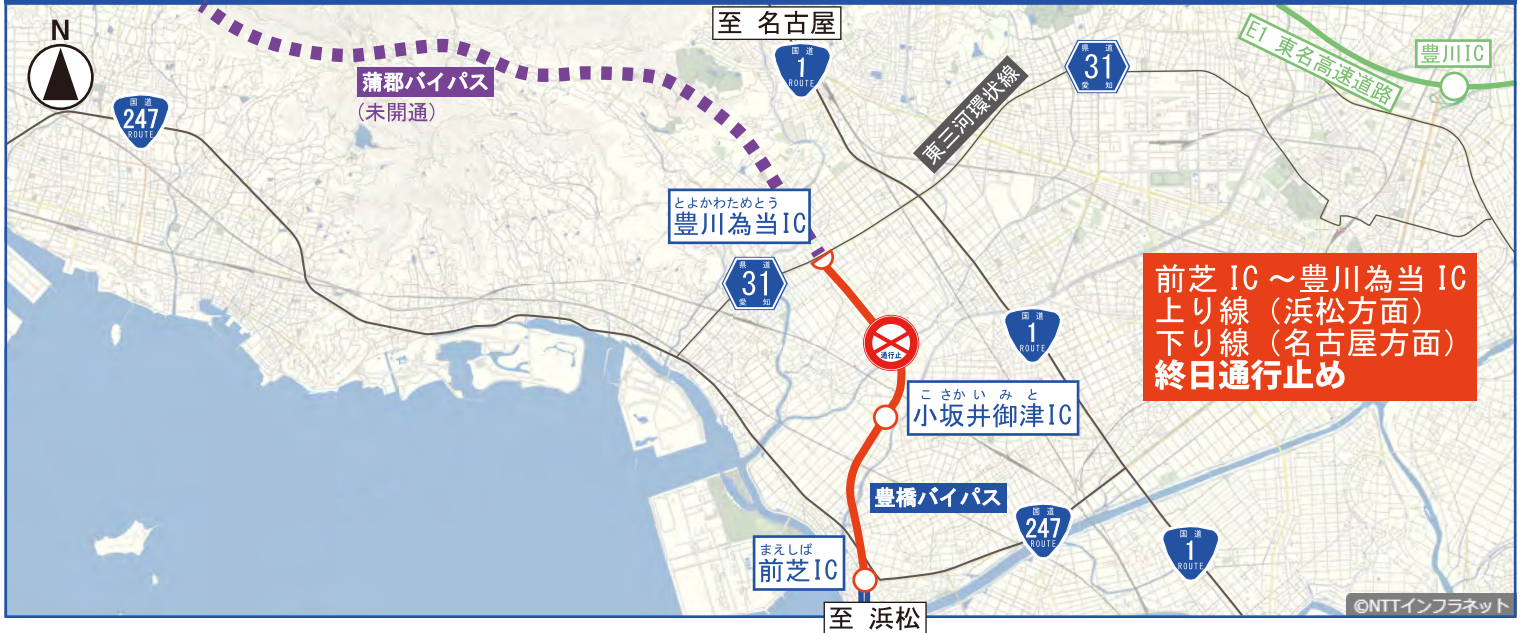 至 名古屋
N
国道
1
ROUTE
県道
31
愛知
E1 東名高速道路
豊川IC
蒲郡バイパス
(未開通)
国道
247
ROUTE
東三河環状線
とよかわためとう
豊川為当IC
県道
31
愛知
前芝 IC ～豊川為当 IC
上り線（浜松方面）
下り線（名古屋方面）
終日通行止め
国道
1
ROUTE
通行止
こさかいみと
小坂井御津IC
豊橋バイパス
国道
247
ROUTE
国道
1
ROUTE
まえしば
前芝IC
至 浜松
©NTTインフラネット